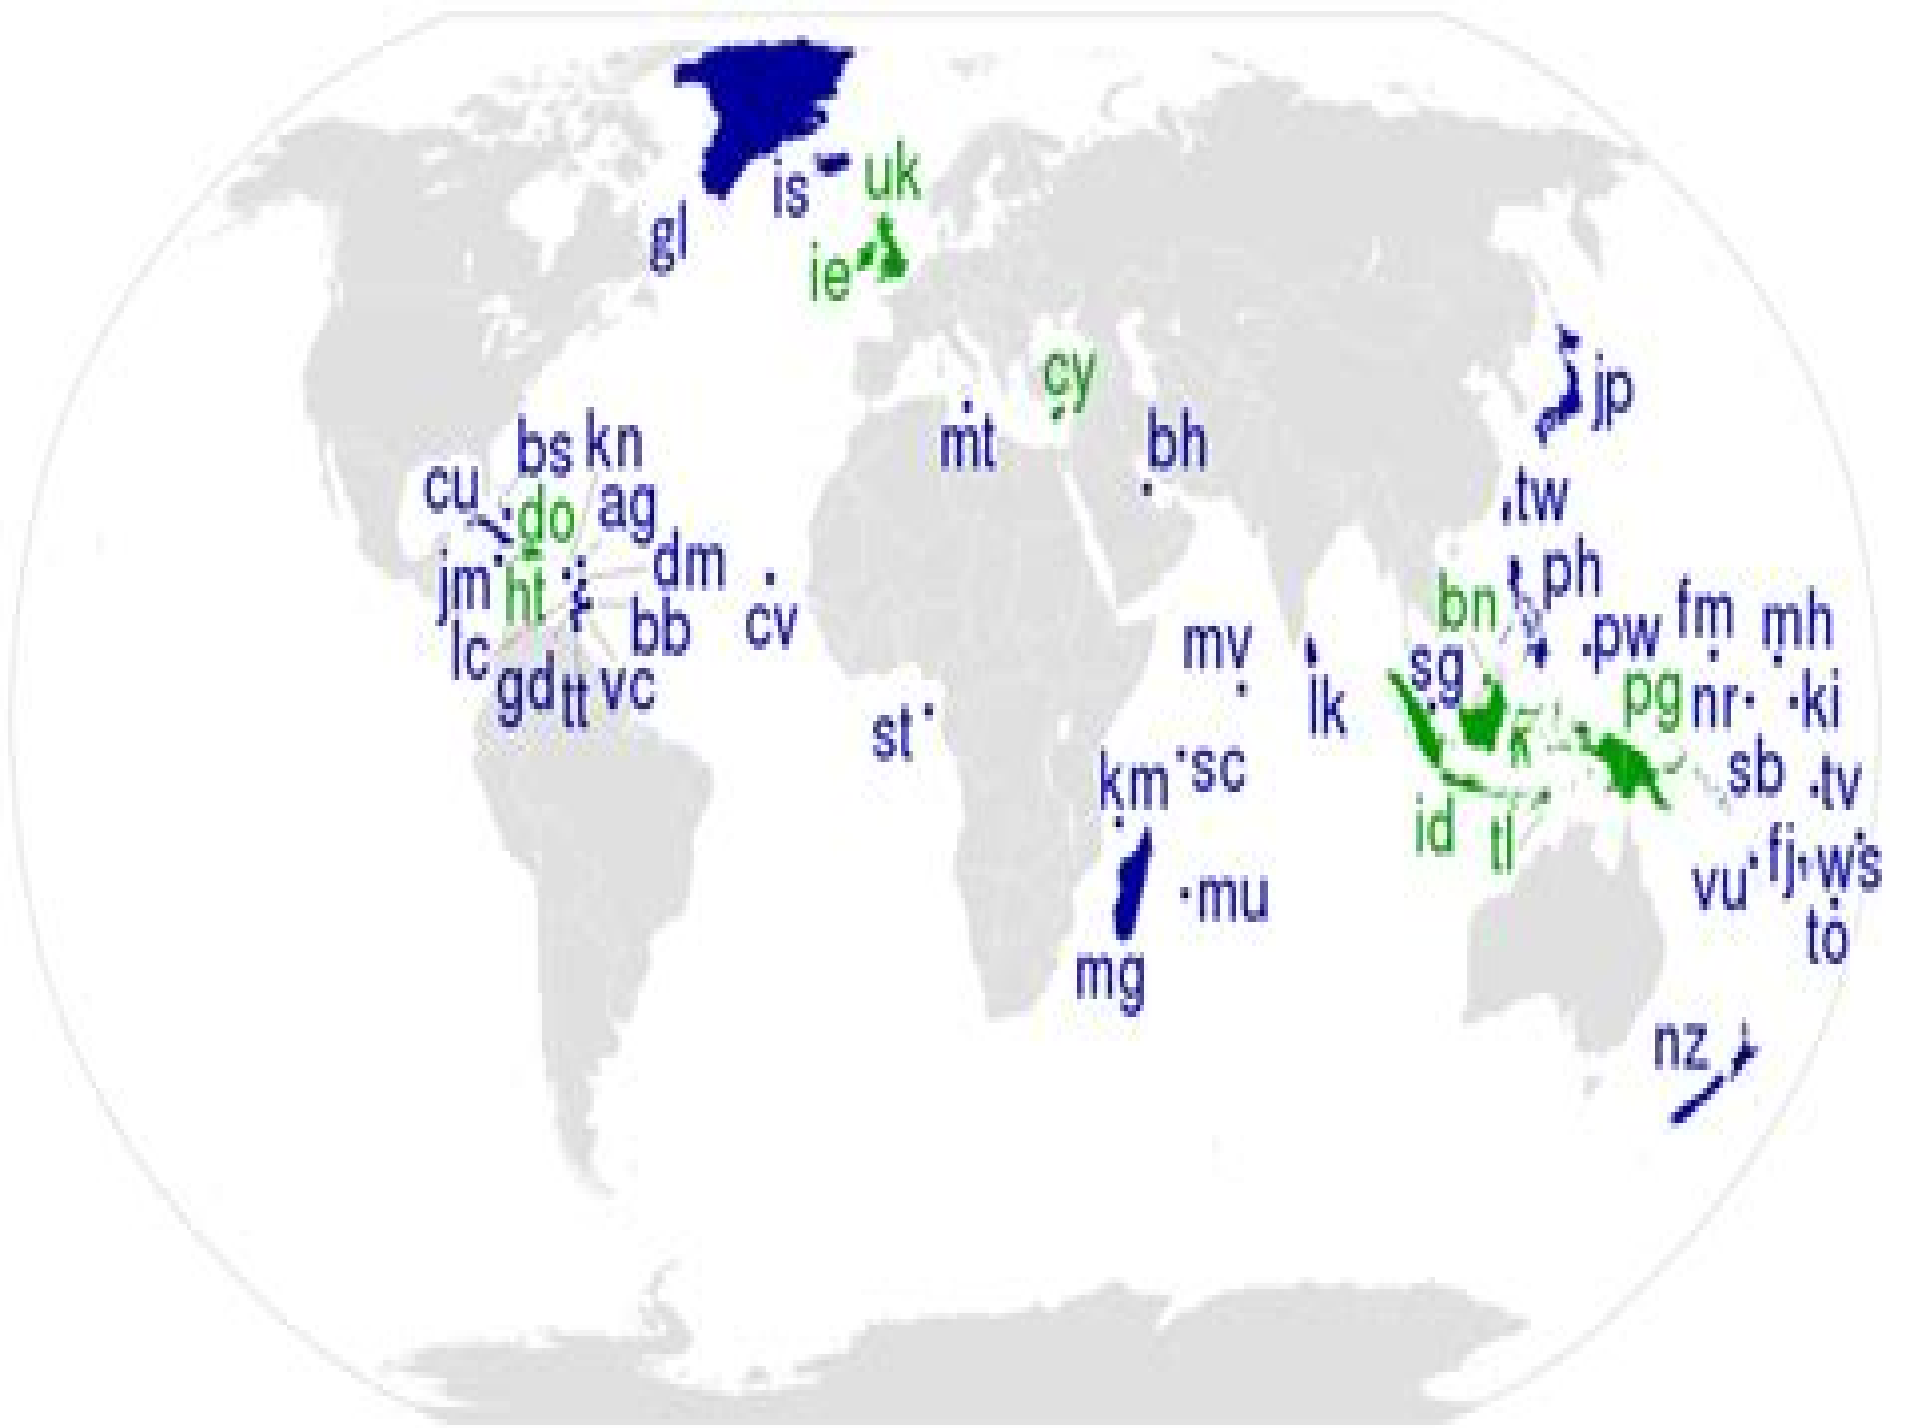 is
uk
gl
ie
cy
jp
bs
kn
mt
bh
cu
do
ag
tw
jm
ht
dm
cv
bn
ph
fm
mh
lc
bb
mv
sg
pw
gd
tt
vc
st
lk
pg
nr
ki
km
sc
id
tl
sb
tv
mu
vu
fj
ws
to
mg
nz